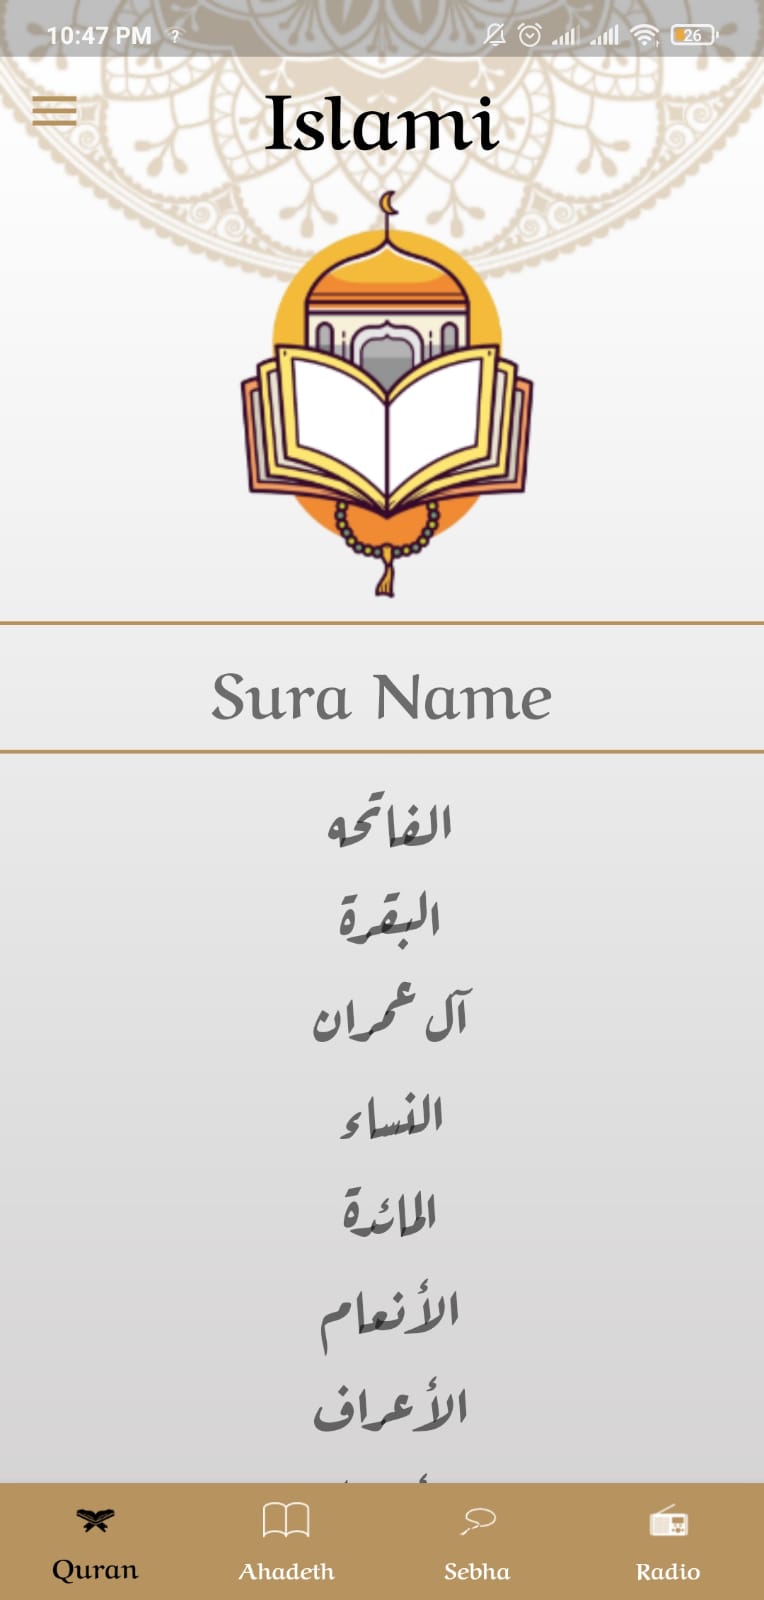 10:47 PM ?
26
Islami
Sura Name
الفاتحه
البقرة
آل عمران
النساء
المائدة
الأنعام
الأعراف
Quran Ahadeth Sebha Radio